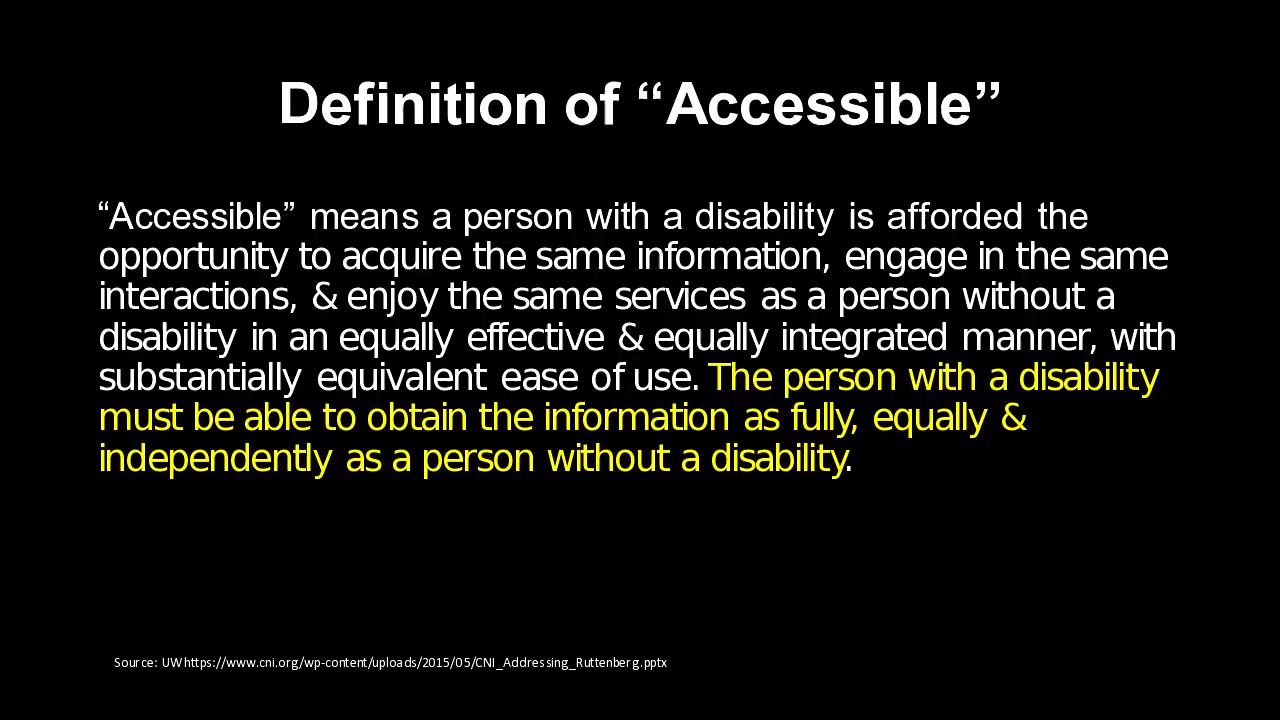 Definition of “Accessible”
“Accessible” means a person with a disability is afforded the
opportunity to acquire the same information, engage in the same
interactions, & enjoy the same services as a person without a
disability in an equally effective & equally integrated manner, with
substantially equivalent ease of use. The person with a disability
must be able to obtain the information as fully, equally &
independently as a person without a disability.
Source: UW https://www.cni.org/wp-content/uploads/2015/05/CNI_Addressing_Ruttenberg.pptx